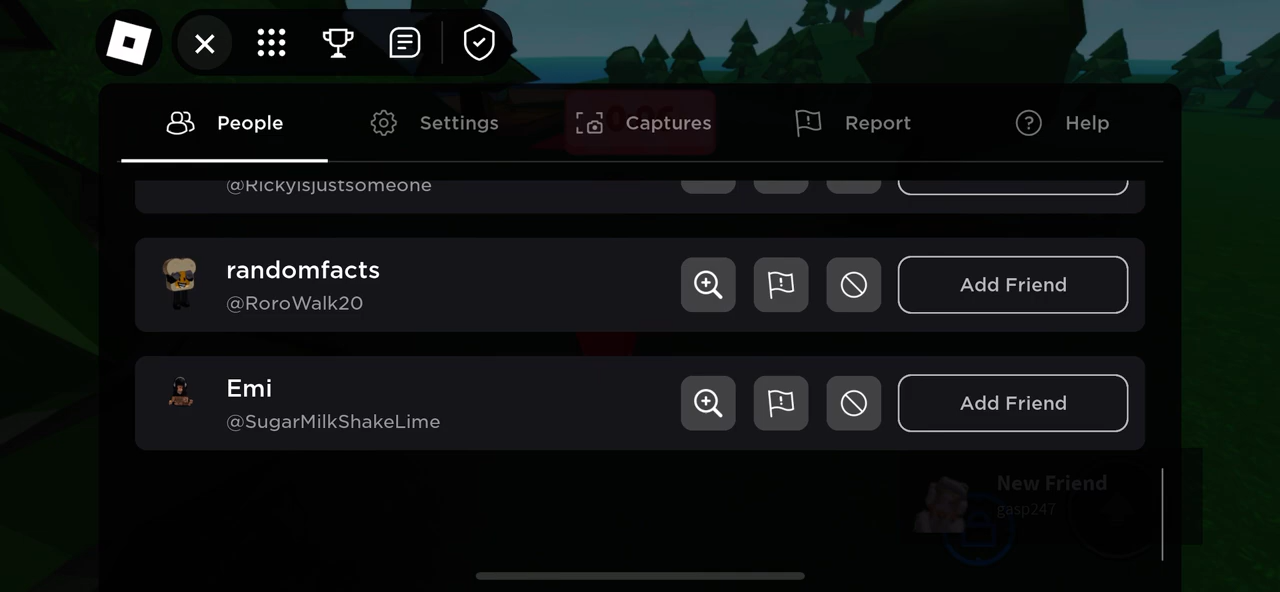 People
Settings
Captures
Report
Help
@Rickyisjustsomeone
randomfacts
@RoroWalk20
Add Friend
Emi
@SugarMilkShakeLime
Add Friend
New Friend
gasp247